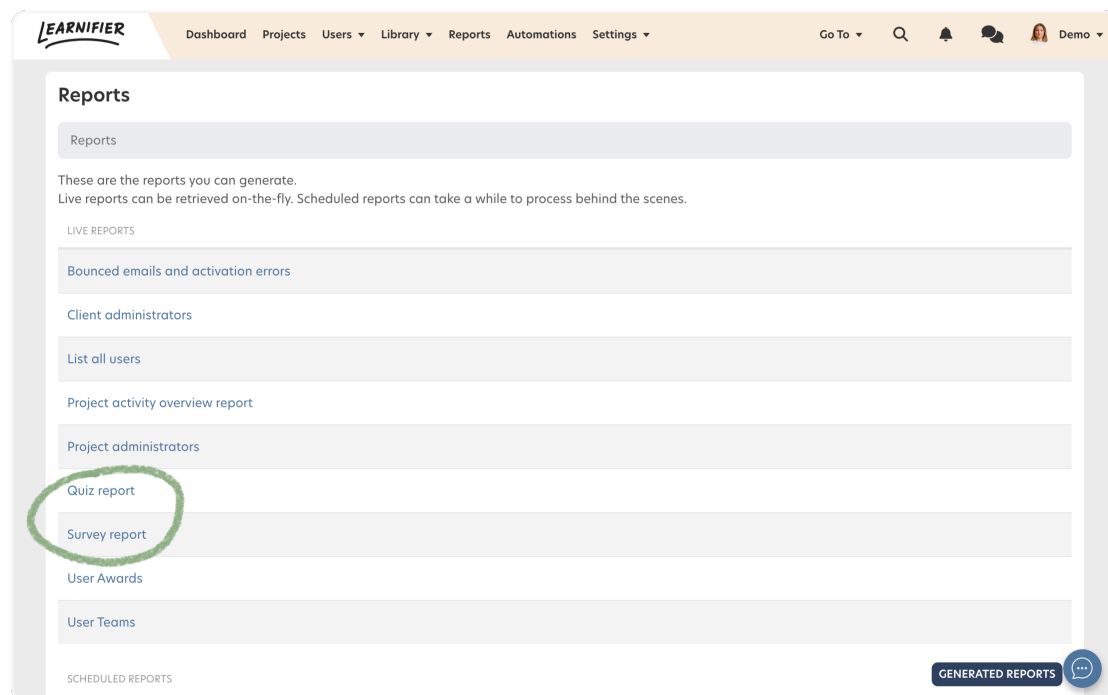 LEARNIFIER
Dashboard Projects Users Library Reports Automations Settings Go To Demo
Reports
Reports
These are the reports you can generate.
Live reports can be retrieved on-the-fly. Scheduled reports can take a while to process behind the scenes.
LIVE REPORTS
Bounced emails and activation errors
Client administrators
List all users
Project activity overview report
Project administrators
Quiz report
Survey report
User Awards
User Teams
SCHEDULED REPORTS GENERATED REPORTS